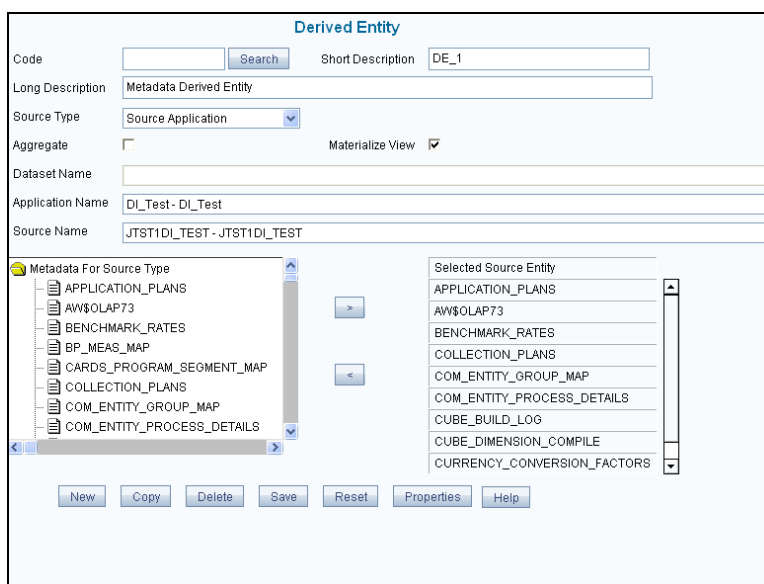 Derived Entity
Code Search Short Description DE_1
Long Description Metadata Derived Entity
Source Type Source Application
Aggregate Materialize View
Dataset Name
Application Name DI_Test - DI_Test
Source Name JTST1DI_TEST - JTST1DI_TEST
Metadata For Source Type
APPLICATION_PLANS
AW$OLAP73
BENCHMARK_RATES
BP_MEAS_MAP
CARDS_PROGRAM_SEGMENT_MAP
COLLECTION_PLANS
COM_ENTITY_GROUP_MAP
COM_ENTITY_PROCESS_DETAILS
>
<
Selected Source Entity
APPLICATION_PLANS
AW$OLAP73
BENCHMARK_RATES
COLLECTION_PLANS
COM_ENTITY_GROUP_MAP
COM_ENTITY_PROCESS_DETAILS
CUBE_BUILD_LOG
CUBE_DIMENSION_COMPILE
CURRENCY_CONVERSION_FACTORS
New Copy Delete Save Reset Properties Help